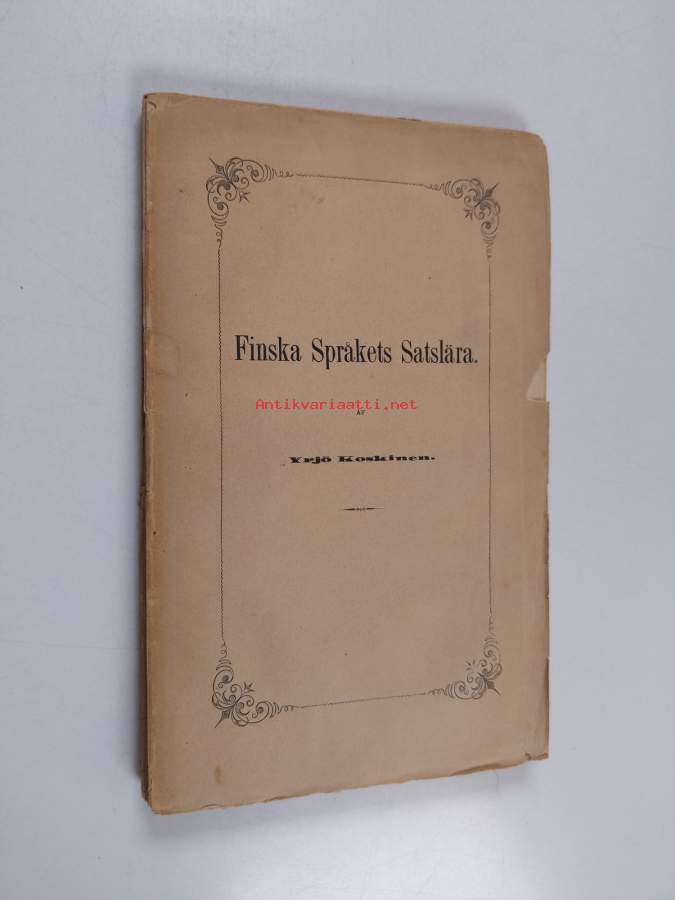 Finska Språkets Satslära.
Antikvariaatti.net
AF
Yrjö Koskinen.